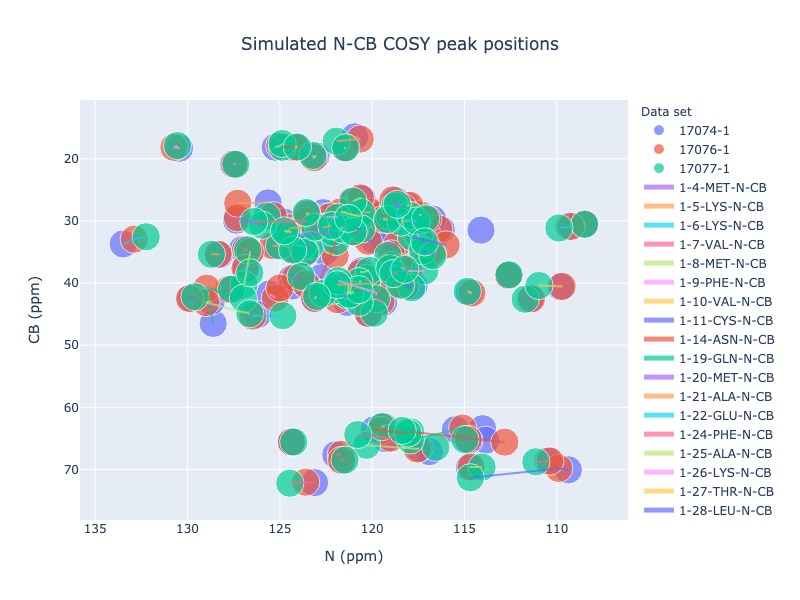 Simulated N-CB COSY peak positions
Data set
17074-1
17076-1
17077-1
1-4-MET-N-CB
1-5-LYS-N-CB
1-6-LYS-N-CB
1-7-VAL-N-CB
1-8-MET-N-CB
1-9-PHE-N-CB
1-10-VAL-N-CB
1-11-CYS-N-CB
1-14-ASN-N-CB
1-19-GLN-N-CB
1-20-MET-N-CB
1-21-ALA-N-CB
1-22-GLU-N-CB
1-24-PHE-N-CB
1-25-ALA-N-CB
1-26-LYS-N-CB
1-27-THR-N-CB
1-28-LEU-N-CB
CB (ppm)
20
30
40
50
60
70
135
130
125
120
115
110
N (ppm)